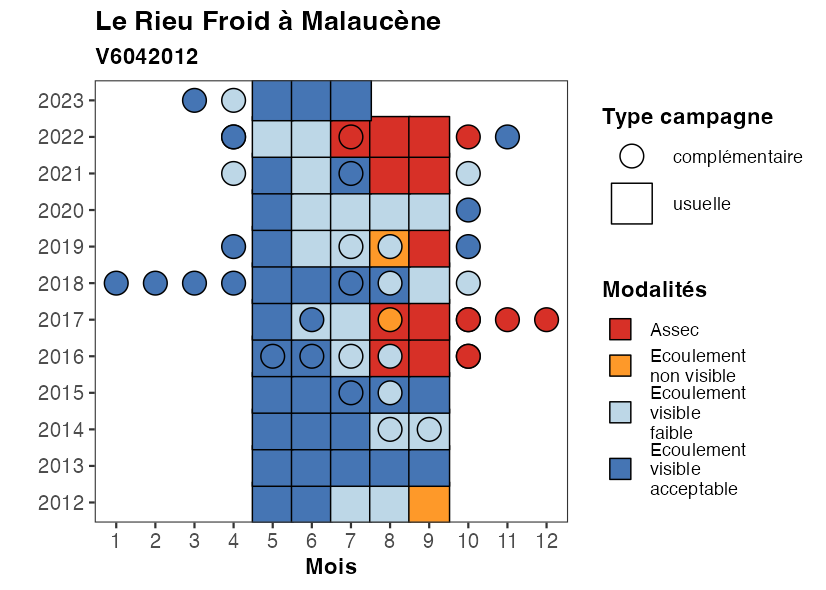 Le Rieu Froid à Malaucène
V6042012
2023
2022
2021
2020
2019
2018
2017
2016
2015
2014
2013
2012
1 2 3 4 5 6 7 8 9 10 11 12
Mois
Type campagne
complémentaire
usuelle
Modalités
Assec
Ecoulement
non visible
Ecoulement
visible
faible
Ecoulement
visible
acceptable